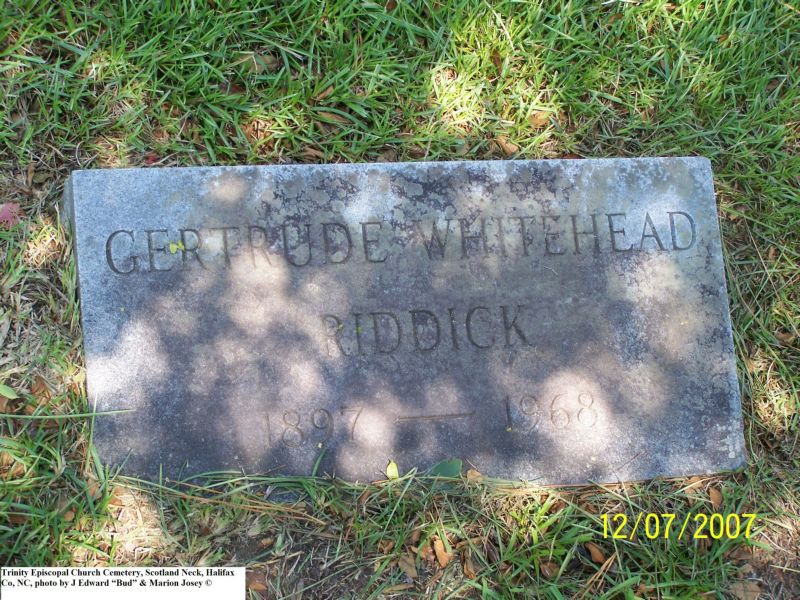 GERTRUDE WHITEHEAD
RIDDICK
1897 — 1968
12/07/2007
Trinity Episcopal Church Cemetery, Scotland Neck, Halifax
Co, NC, photo by J Edward “Bud” & Marion Josey ©